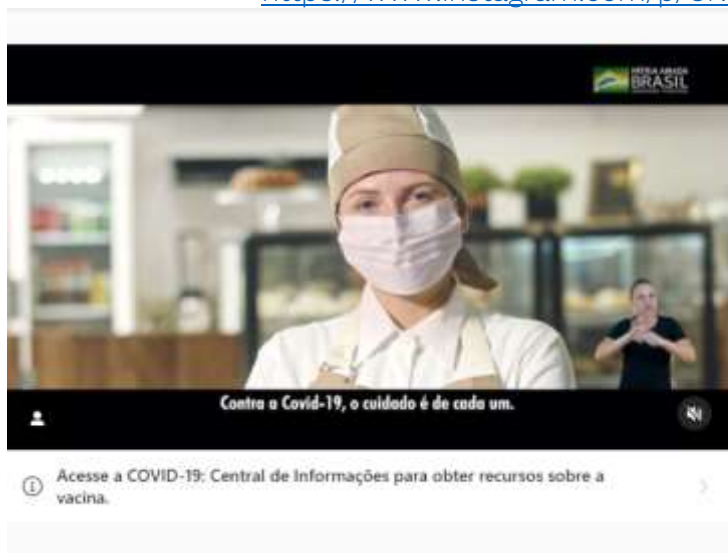 PÁTRIA AMADA
BRASIL
Contra a Covid-19, o cuidado é de cada um.
Acesse a COVID-19: Central de Informações para obter recursos sobre a
vacina.